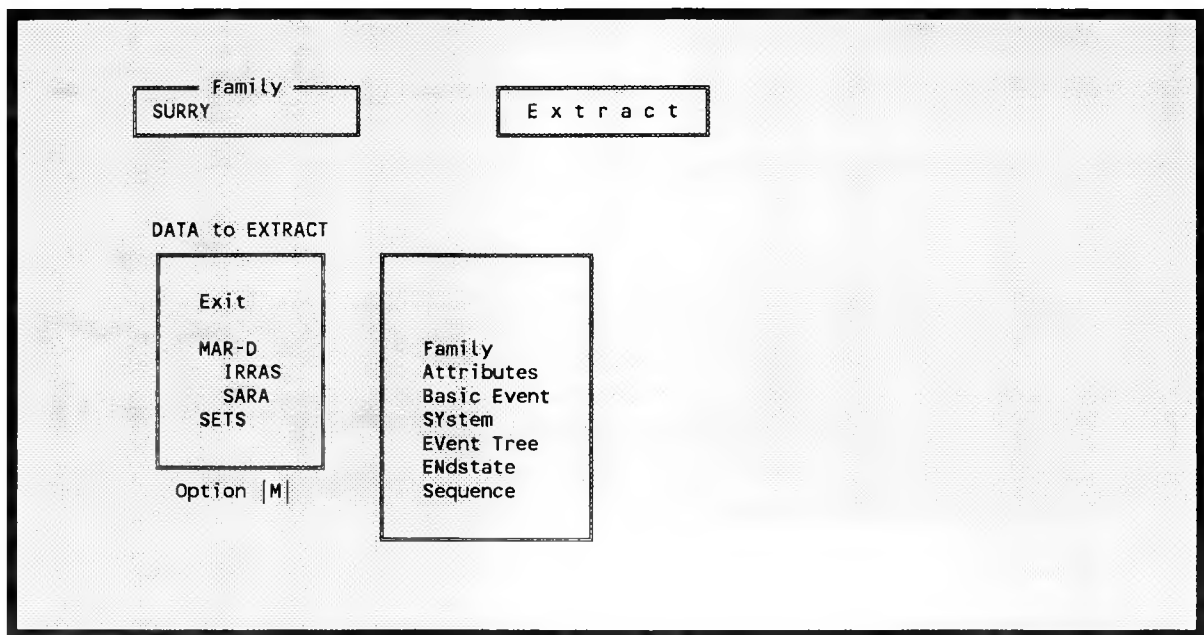 Family
SURRY
E x t r a c t
DATA to EXTRACT
Exit
MAR-D
IRRAS
SARA
SETS
Option |M|
Family
Attributes
Basic Event
SYstem
EVent Tree
ENdstate
Sequence